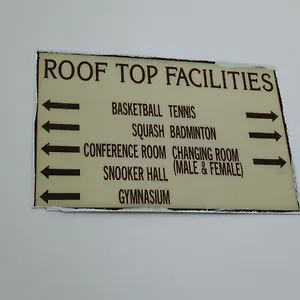 ROOF TOP FACILITIES
BASKETBALL TENNIS
SQUASH BADMINTON
CONFERENCE ROOM CHANGING ROOM
SNOOKER HALL (MALE & FEMALE)
GYMNASIUM